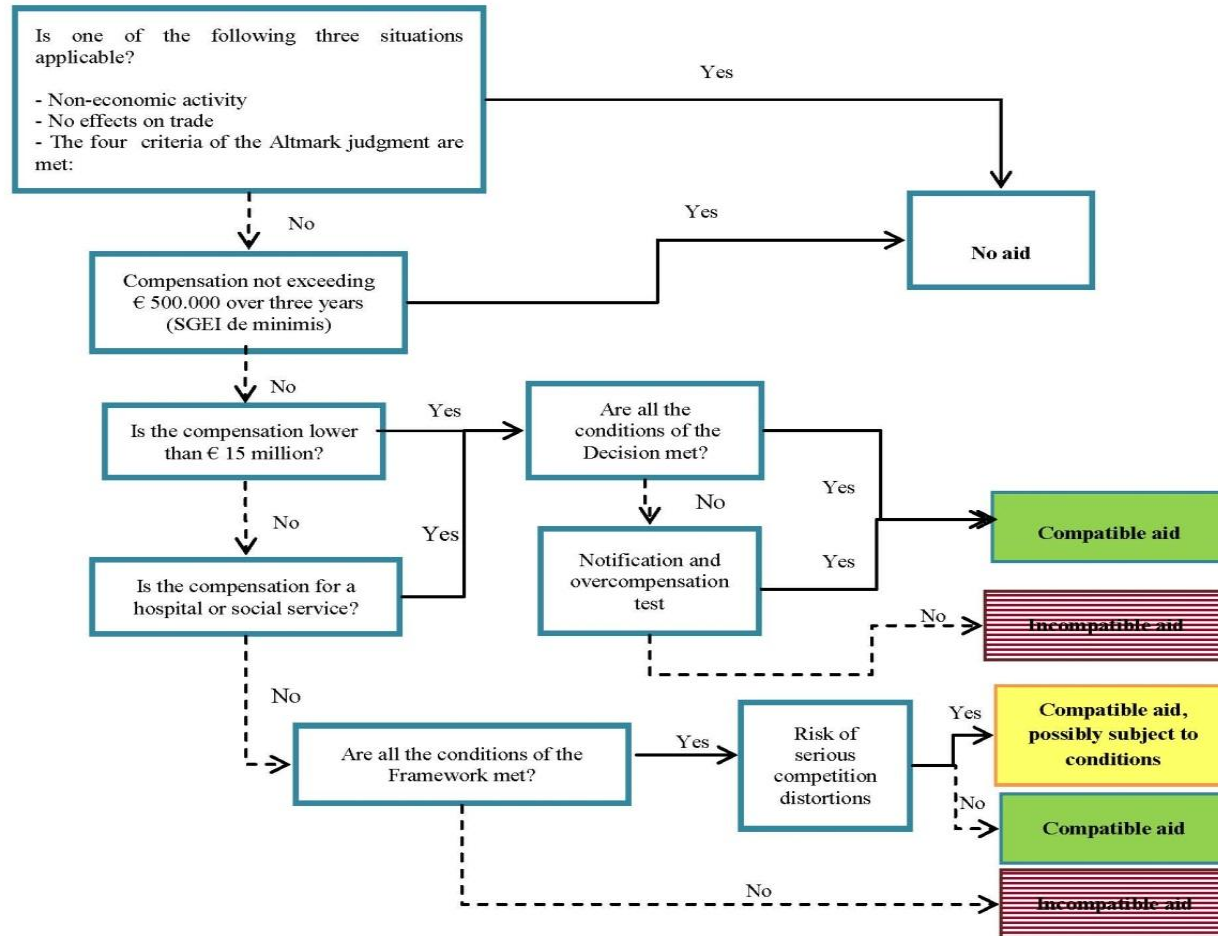 Is one of the following three situations
applicable?
- Non-economic activity
- No effects on trade
- The four criteria of the Altmark judgment are
met:
Yes
No
Yes
No aid
Compensation not exceeding
€ 500.000 over three years
(SGEI de minimis)
No
Yes
Is the compensation lower
than € 15 million?
Are all the
conditions of the
Decision met?
No
Yes
No
Yes
Compatible aid
Is the compensation for a
hospital or social service?
Notification and
overcompensation
test
Yes
No
Incompatible aid
No
Are all the conditions of the
Framework met?
Yes
Risk of
serious
competition
distortions
Yes
Compatible aid,
possibly subject to
conditions
No
Compatible aid
No
Incompatible aid